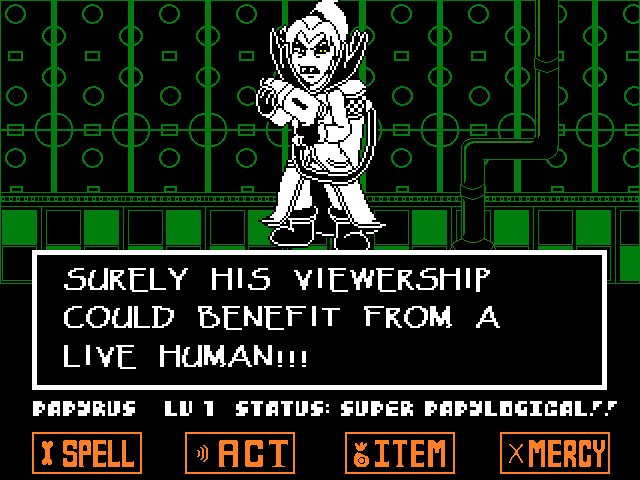 SURELY HIS VIEWERSHIP
COULD BENEFIT FROM A
LIVE HUMAN!!!
PAPYRUS LV 1 STATUS: SUPER PAPYLOGICAL!!
SPELL ACT ITEM MERCY